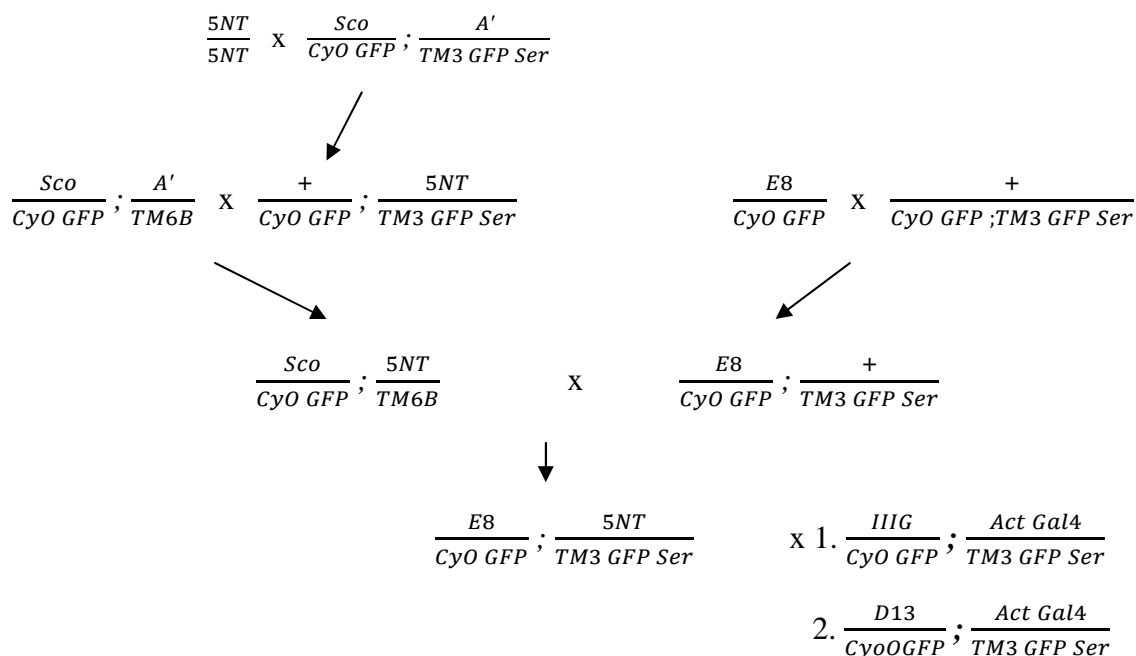 5NT/5NT x Sco/CyO GFP ; A'/TM3 GFP Ser
Sco/CyO GFP ; A'/TM6B x +/CyO GFP ; 5NT/TM3 GFP Ser
E8/CyO GFP x +/CyO GFP ;TM3 GFP Ser
Sco/CyO GFP ; 5NT/TM6B x E8/CyO GFP ; +/TM3 GFP Ser
E8/CyO GFP ; 5NT/TM3 GFP Ser x 1. IIIG/CyO GFP ; Act Gal4/TM3 GFP Ser
2. D13/CyoOGFP ; Act Gal4/TM3 GFP Ser